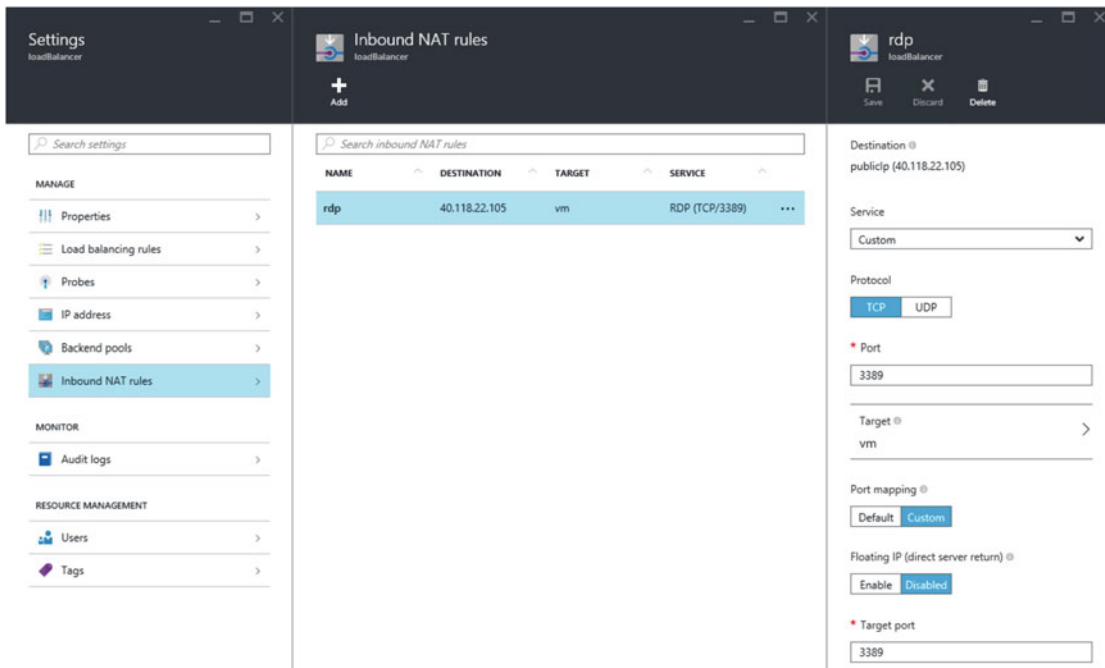 Settings
loadBalancer
Search settings
MANAGE
Properties
Load balancing rules
Probes
IP address
Backend pools
Inbound NAT rules
MONITOR
Audit logs
RESOURCE MANAGEMENT
Users
Tags
Inbound NAT rules
loadBalancer
Add
Search inbound NAT rules
NAME DESTINATION TARGET SERVICE
rdp 40.118.22.105 vm RDP (TCP/3389) ...
rdp
loadBalancer
Save Discard Delete
Destination
publicIp (40.118.22.105)
Service
Custom
Protocol
TCP UDP
* Port
3389
Target
vm
Port mapping
Default Custom
Floating IP (direct server return)
Enable Disabled
* Target port
3389